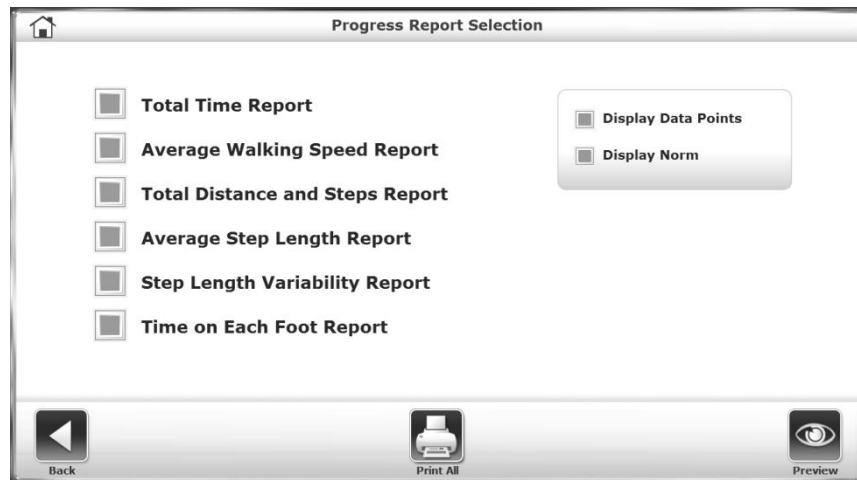 Progress Report Selection
Total Time Report
Average Walking Speed Report
Total Distance and Steps Report
Average Step Length Report
Step Length Variability Report
Time on Each Foot Report
Display Data Points
Display Norm
Back
Print All
Preview